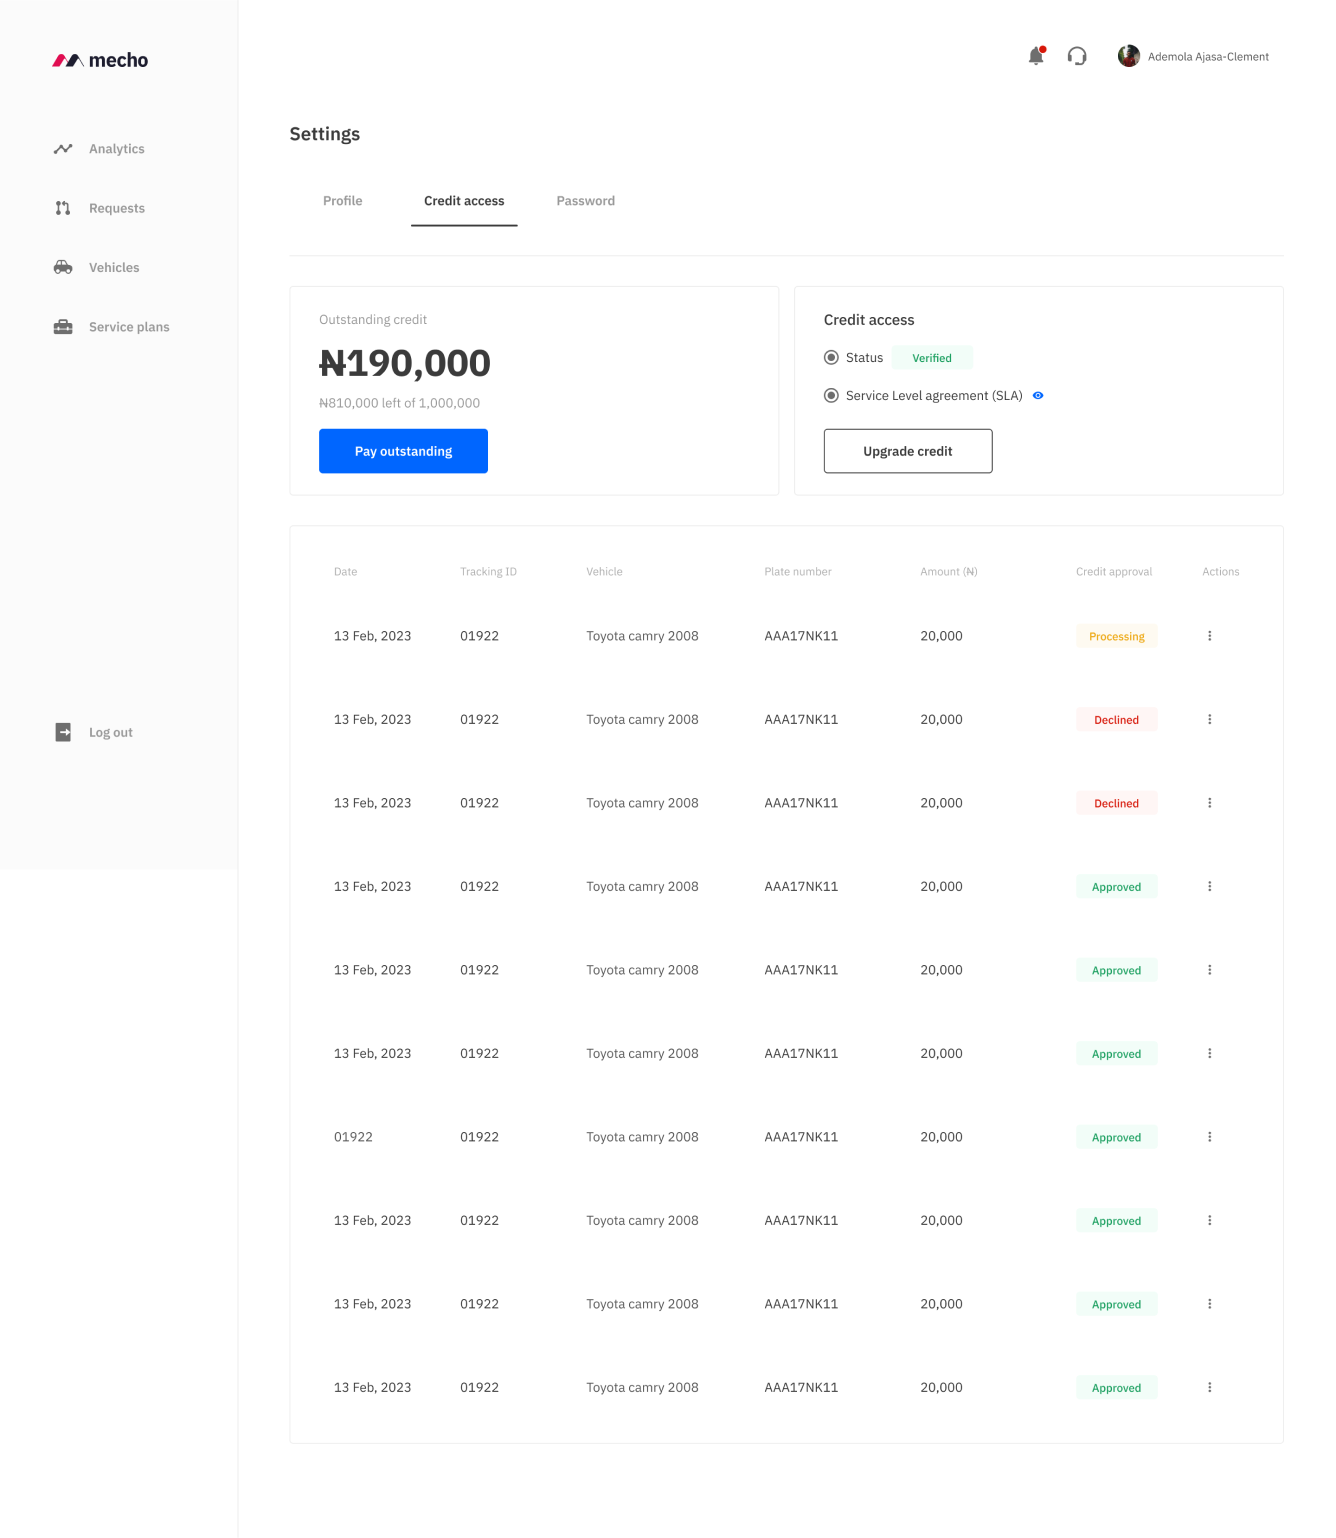 mecho
Ademola Ajasa-Clement
Analytics
Requests
Vehicles
Service plans
Log out
Settings
Profile Credit access Password
Outstanding credit
₦190,000
₦810,000 left of 1,000,000
Pay outstanding
Credit access
Status Verified
Service Level agreement (SLA)
Upgrade credit
Date Tracking ID Vehicle Plate number Amount (₦) Credit approval Actions
13 Feb, 2023 01922 Toyota camry 2008 AAA17NK11 20,000 Processing
13 Feb, 2023 01922 Toyota camry 2008 AAA17NK11 20,000 Declined
13 Feb, 2023 01922 Toyota camry 2008 AAA17NK11 20,000 Declined
13 Feb, 2023 01922 Toyota camry 2008 AAA17NK11 20,000 Approved
13 Feb, 2023 01922 Toyota camry 2008 AAA17NK11 20,000 Approved
13 Feb, 2023 01922 Toyota camry 2008 AAA17NK11 20,000 Approved
01922 01922 Toyota camry 2008 AAA17NK11 20,000 Approved
13 Feb, 2023 01922 Toyota camry 2008 AAA17NK11 20,000 Approved
13 Feb, 2023 01922 Toyota camry 2008 AAA17NK11 20,000 Approved
13 Feb, 2023 01922 Toyota camry 2008 AAA17NK11 20,000 Approved